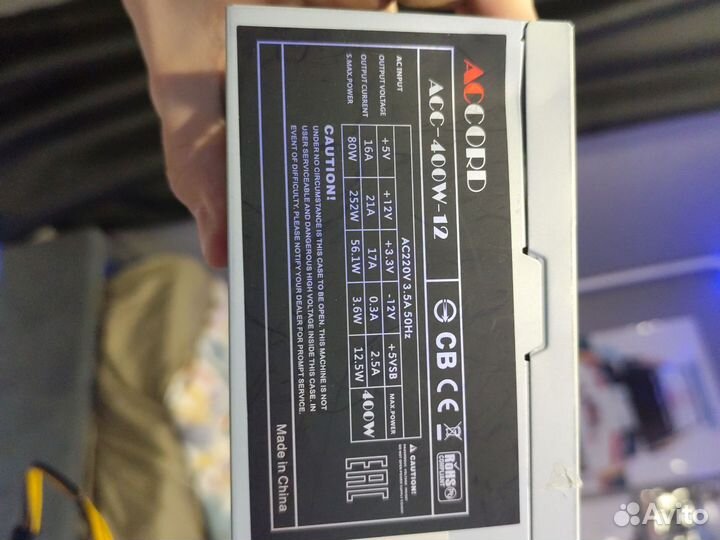 ACCORD
ACC-400W-12
CB CE
RoHS
COMPLIANT
AC INPUT AC220V 3.5A 50Hz
OUTPUT VOLTAGE +5V +12V +3.3V -12V +5VSB MAX.POWER
OUTPUT CURRENT 16A 21A 17A 0.3A 2.5A 400W
S.MAX.POWER 80W 252W 56.1W 3.6W 12.5W
CAUTION!
UNDER NO CIRCUMSTANCE IS THIS CASE TO BE OPEN. THIS MACHINE IS NOT
USER SERVICEABLE AND DANGEROUS HIGH VOLTAGE INSIDE THIS CASE. IN
EVENT OF DIFFICULTY. PLEASE NOTIFY YOUR DEALER FOR PROMPT SERVICE.
CAUTION!
EAC
Made in China
Avito